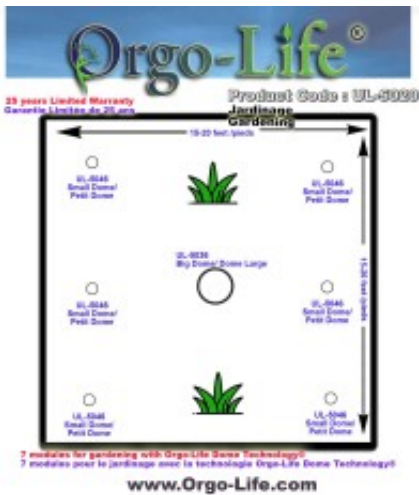 Orgo-Life®
Product Code : UL-5020
25 years Limited Warranty
Garantie Limitée de 25 ans
Jardinage
Gardening
15-20 feet /pieds
UL-5046
Small Dome/
Petit Dome
UL-5046
Small Dome/
Petit Dome
Big Dome/ Dome Large
15-20 feet /pieds
UL-5046
Small Dome/
Petit Dome
UL-5046
Small Dome/
Petit Dome
UL-5046
Small Dome/
Petit Dome
UL-5046
Small Dome/
Petit Dome
7 modules for gardening with Orgo-Life Dome Technology®
7 modules pour le jardinage avec la technologie Orgo-Life Dome Technology®
www.Orgo-Life.com